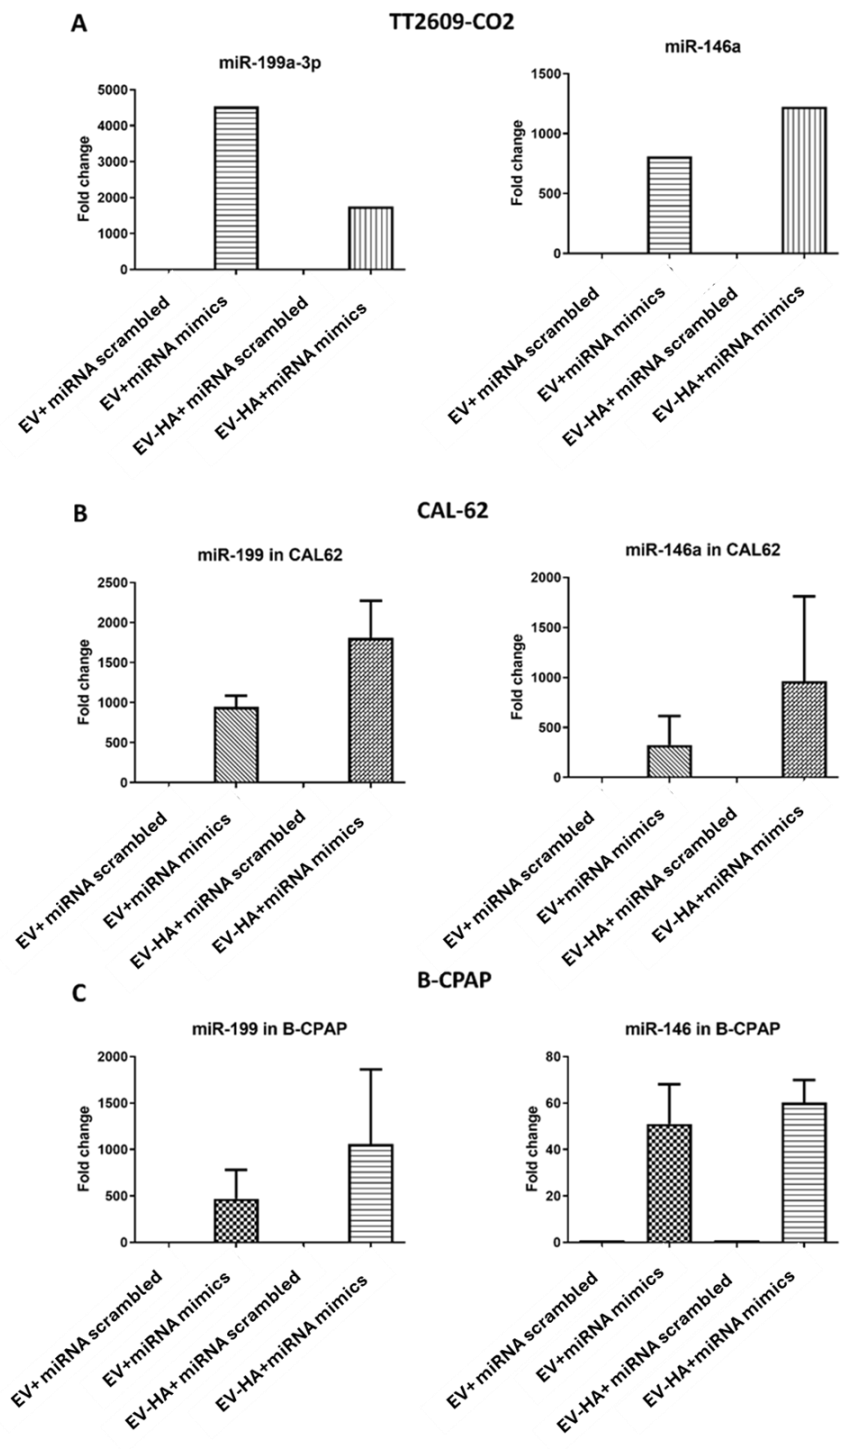 A
TT2609-CO2
miR-199a-3p
Fold change
5000
4000
3000
2000
1000
0
EV+ miRNA scrambled
EV+miRNA mimics
EV-HA+ miRNA scrambled
EV-HA+miRNA mimics
miR-146a
Fold change
1500
1000
500
0
EV+ miRNA scrambled
EV+miRNA mimics
EV-HA+ miRNA scrambled
EV-HA+miRNA mimics
B
CAL-62
miR-199 in CAL62
Fold change
2500
2000
1500
1000
500
0
EV+ miRNA scrambled
EV+miRNA mimics
EV-HA+ miRNA scrambled
EV-HA+miRNA mimics
miR-146a in CAL62
Fold change
2000
1500
1000
500
0
EV+ miRNA scrambled
EV+miRNA mimics
EV-HA+ miRNA scrambled
EV-HA+miRNA mimics
C
B-CPAP
miR-199 in B-CPAP
Fold change
2000
1500
1000
500
0
EV+ miRNA scrambled
EV+miRNA mimics
EV-HA+ miRNA scrambled
EV-HA+miRNA mimics
miR-146 in B-CPAP
Fold change
80
60
40
20
0
EV+ miRNA scrambled
EV+miRNA mimics
EV-HA+ miRNA scrambled
EV-HA+miRNA mimics